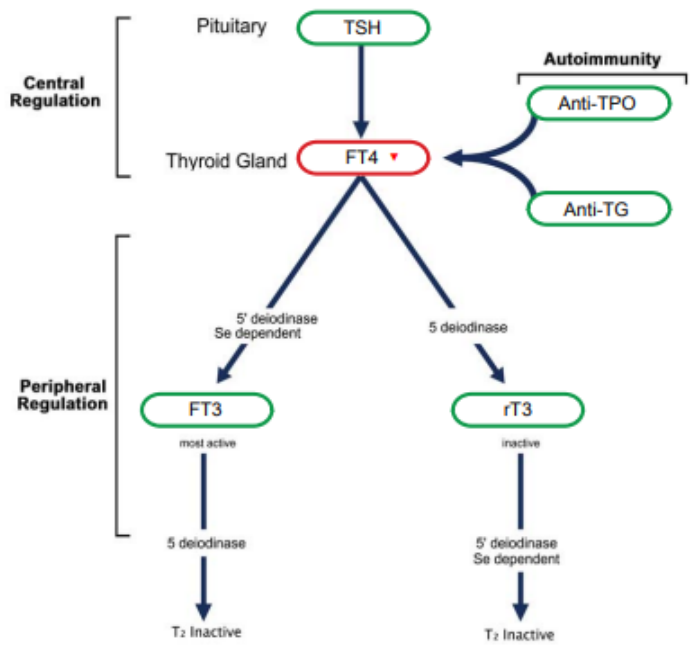 Pituitary
TSH
Central
Regulation
Autoimmunity
Anti-TPO
Thyroid Gland
FT4 ▼
Anti-TG
5' deiodinase
Se dependent
5 deiodinase
Peripheral
Regulation
FT3
rT3
most active
inactive
5 deiodinase
5' deiodinase
Se dependent
T₂ Inactive
T₂ Inactive